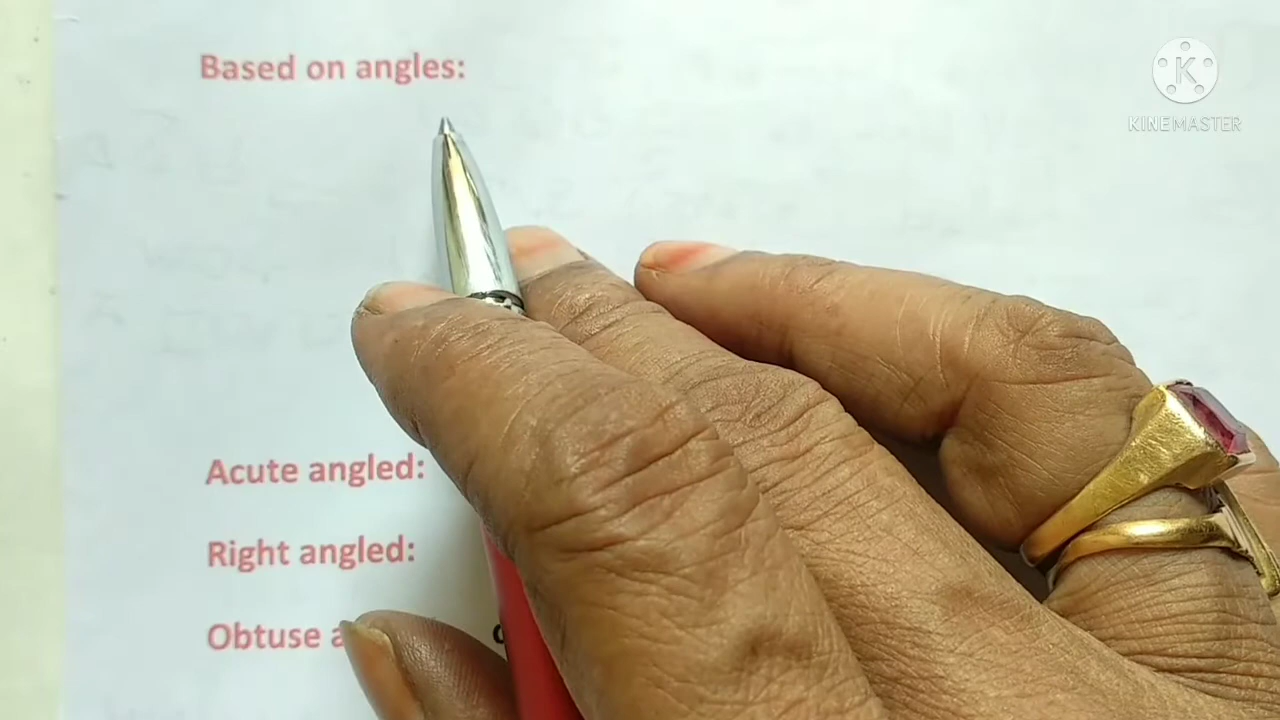 Based on angles:
K
KINEMASTER
Acute angled:
Right angled:
Obtuse a